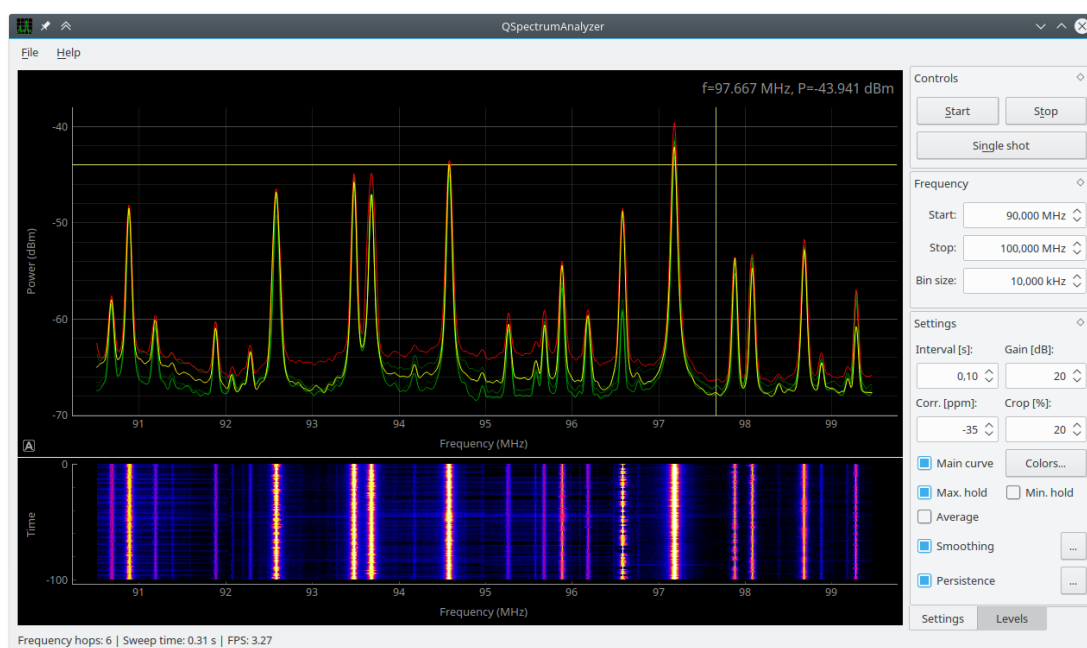 QSpectrumAnalyzer
File Help
f=97.667 MHz, P=-43.941 dBm
-40
-50
-60
-70
Power (dBm)
91 92 93 94 95 96 97 98 99
Frequency (MHz)
A
0
-100
Time
91 92 93 94 95 96 97 98 99
Frequency (MHz)
Controls
Start Stop
Single shot
Frequency
Start: 90,000 MHz
Stop: 100,000 MHz
Bin size: 10,000 kHz
Settings
Interval [s]: Gain [dB]:
0,10 20
Corr. [ppm]: Crop [%]:
-35 20
Main curve Colors...
Max. hold Min. hold
Average
Smoothing ...
Persistence ...
Settings Levels
Frequency hops: 6 | Sweep time: 0.31 s | FPS: 3.27